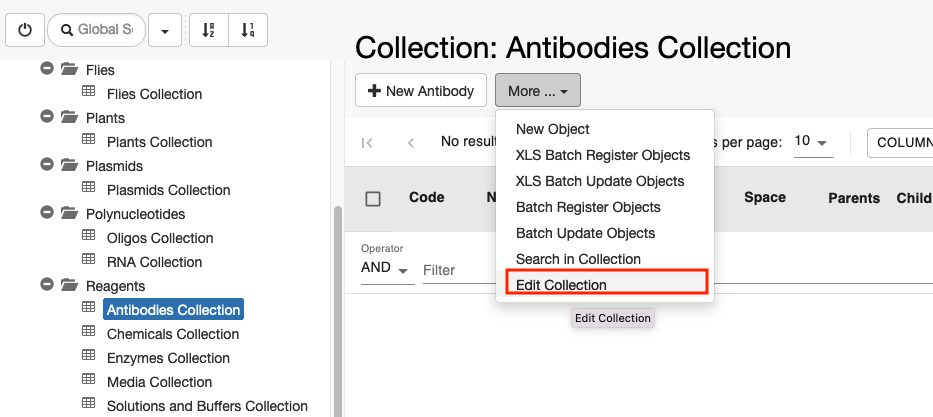 Global S
Collection: Antibodies Collection
New Antibody
More ...
Flies
Flies Collection
Plants
Plants Collection
Plasmids
Plasmids Collection
Polynucleotides
Oligos Collection
RNA Collection
Reagents
Antibodies Collection
Chemicals Collection
Enzymes Collection
Media Collection
Solutions and Buffers Collection
New Object
XLS Batch Register Objects
XLS Batch Update Objects
Batch Register Objects
Batch Update Objects
Search in Collection
Edit Collection
Edit Collection
No result
s per page: 10
COLUMN
Code N Space Parents Child
Operator
AND Filter